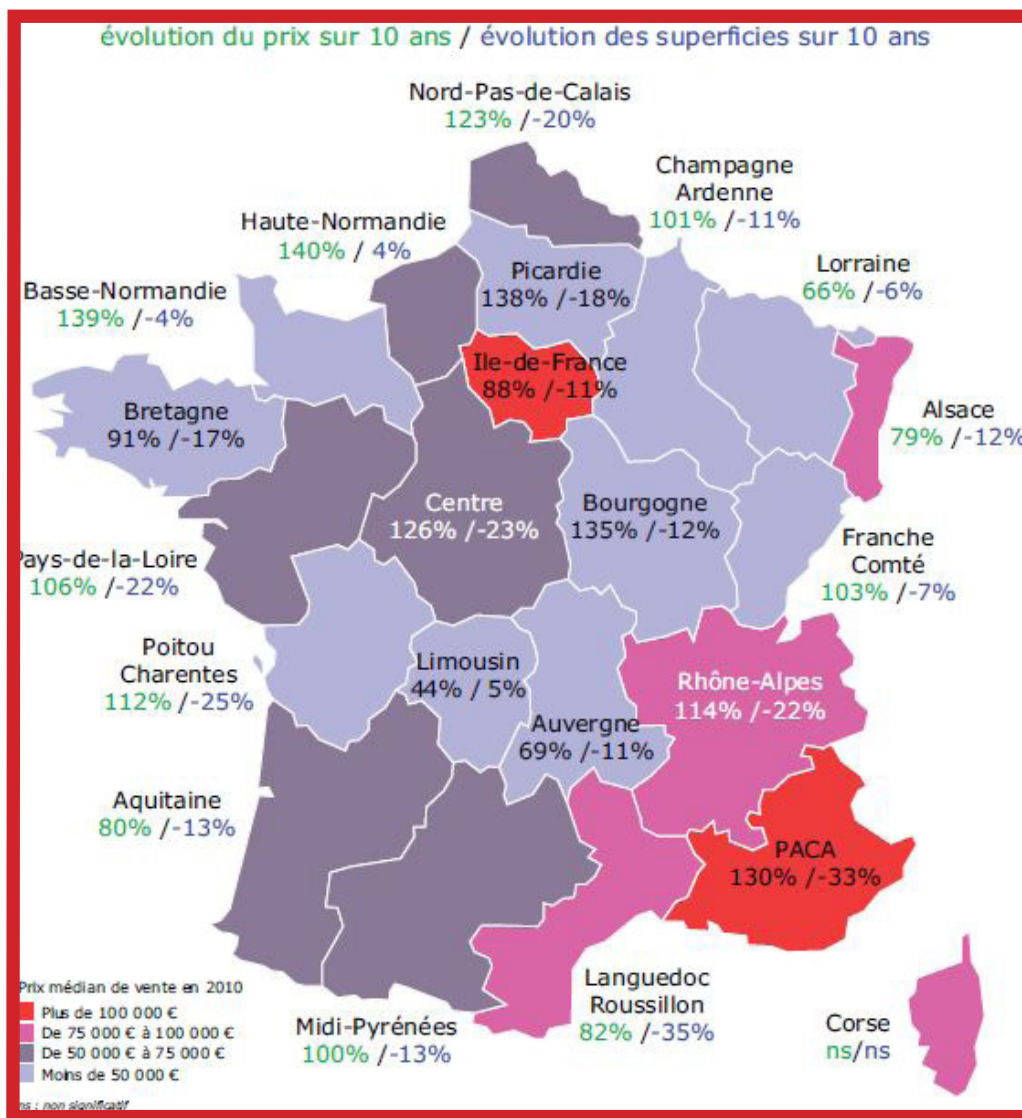 évolution du prix sur 10 ans / évolution des superficies sur 10 ans
Nord-Pas-de-Calais
123% /-20%
Champagne
Ardenne
101% /-11%
Haute-Normandie
140% / 4%
Picardie
138% /-18%
Lorraine
66% /-6%
Basse-Normandie
139% /-4%
Ile-de-France
88% /-11%
Bretagne
91% /-17%
Alsace
79% /-12%
Centre
126% /-23%
Bourgogne
135% /-12%
Franche
Comté
103% /-7%
Pays-de-la-Loire
106% /-22%
Poitou
Charentes
112% /-25%
Limousin
44% / 5%
Rhône-Alpes
114% /-22%
Auvergne
69% /-11%
Aquitaine
80% /-13%
PACA
130% /-33%
Languedoc
Roussillon
82% /-35%
Midi-Pyrénées
100% /-13%
Corse
ns/ns
Prix médian de vente en 2010
Plus de 100 000 €
De 75 000 € à 100 000 €
De 50 000 € à 75 000 €
Moins de 50 000 €
ns : non significatif